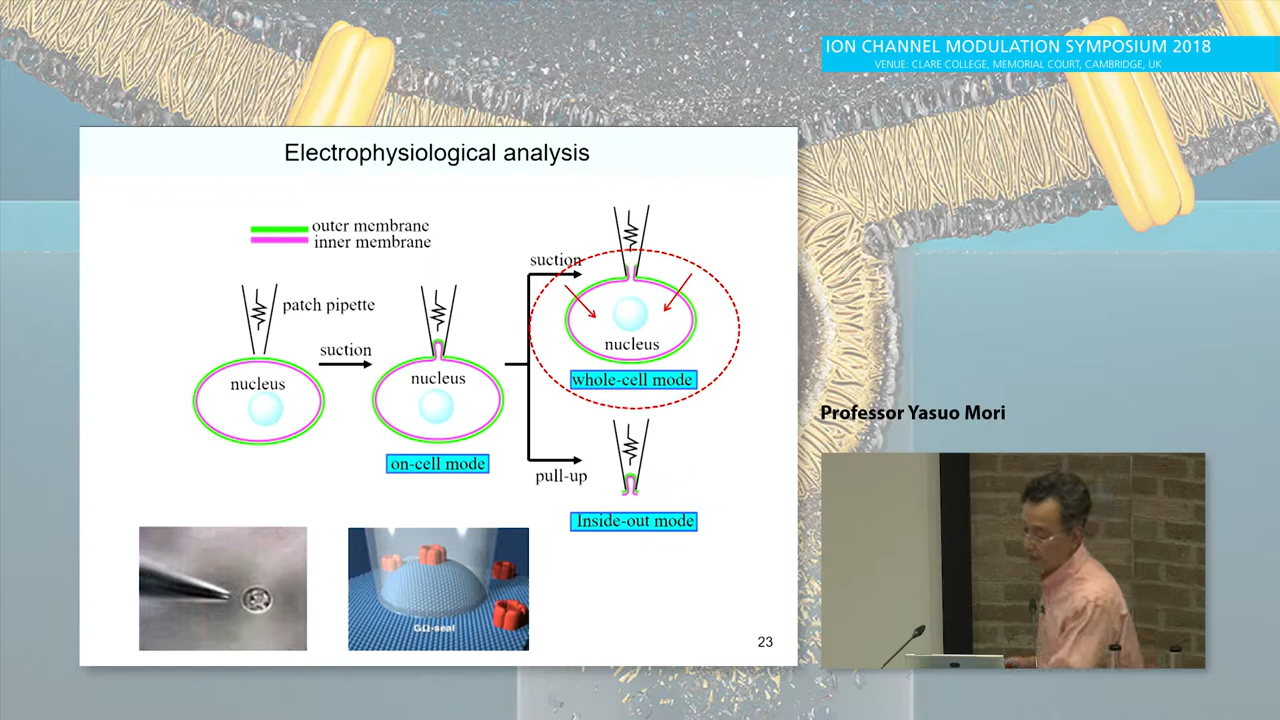 ION CHANNEL MODULATION SYMPOSIUM 2018
VENUE: CLARE COLLEGE, MEMORIAL COURT, CAMBRIDGE, UK
Electrophysiological analysis
outer membrane
inner membrane
patch pipette
suction
nucleus
nucleus
on-cell mode
suction
nucleus
whole-cell mode
pull-up
Inside-out mode
GΩ-seal
23
Professor Yasuo Mori